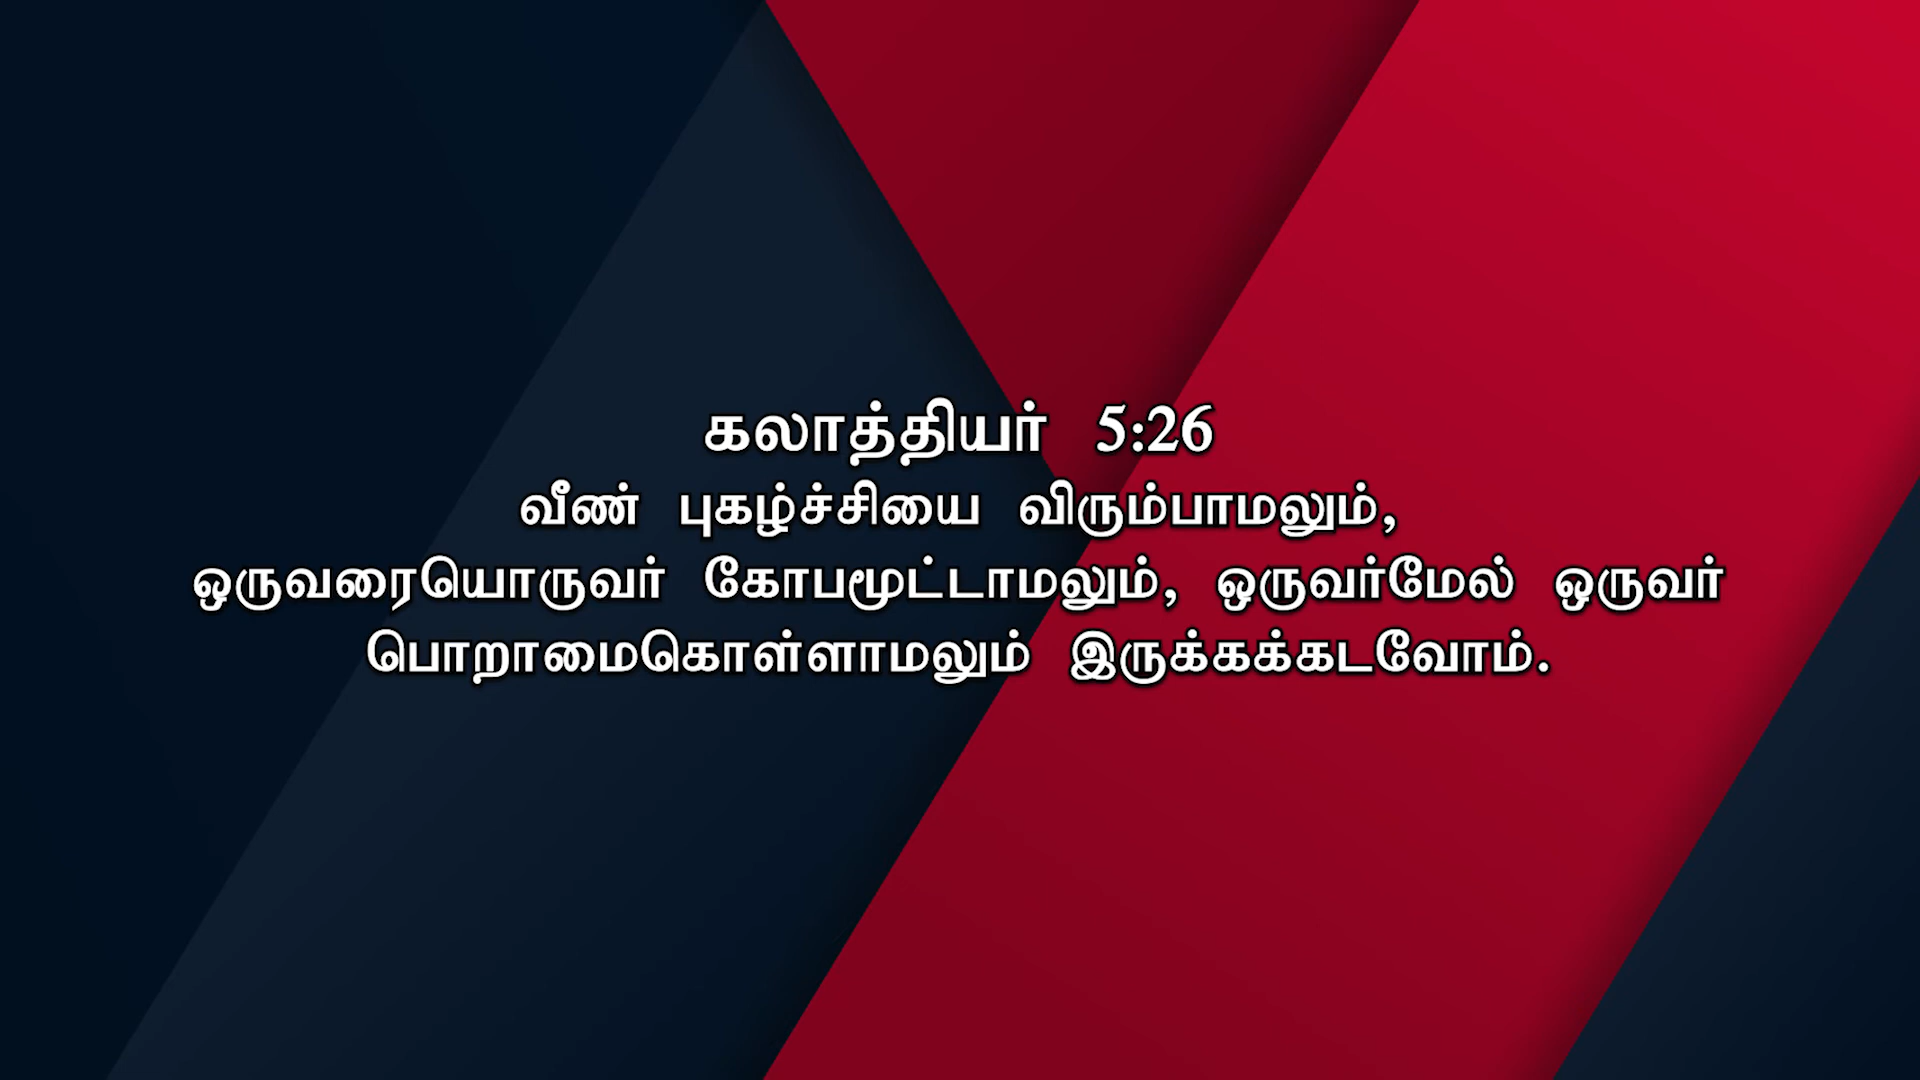 கலாத்தியர் 5:26
வீண் புகழ்ச்சியை விரும்பாமலும்,
ஒருவரையொருவர் கோபமூட்டாமலும், ஒருவர்மேல் ஒருவர்
பொறாமைகொள்ளாமலும் இருக்கக்கடவோம்.